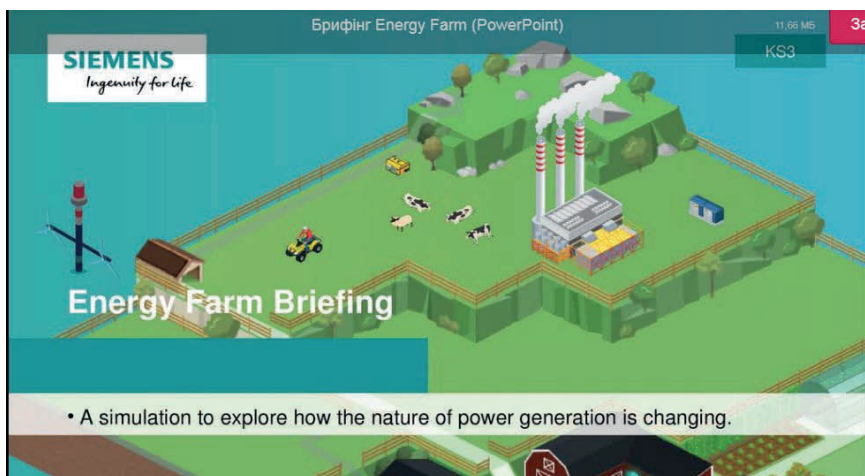 Брифінг Energy Farm (PowerPoint)
11,66 МБ
За
SIEMENS
Ingenuity for life
KS3
Energy Farm Briefing
• A simulation to explore how the nature of power generation is changing.